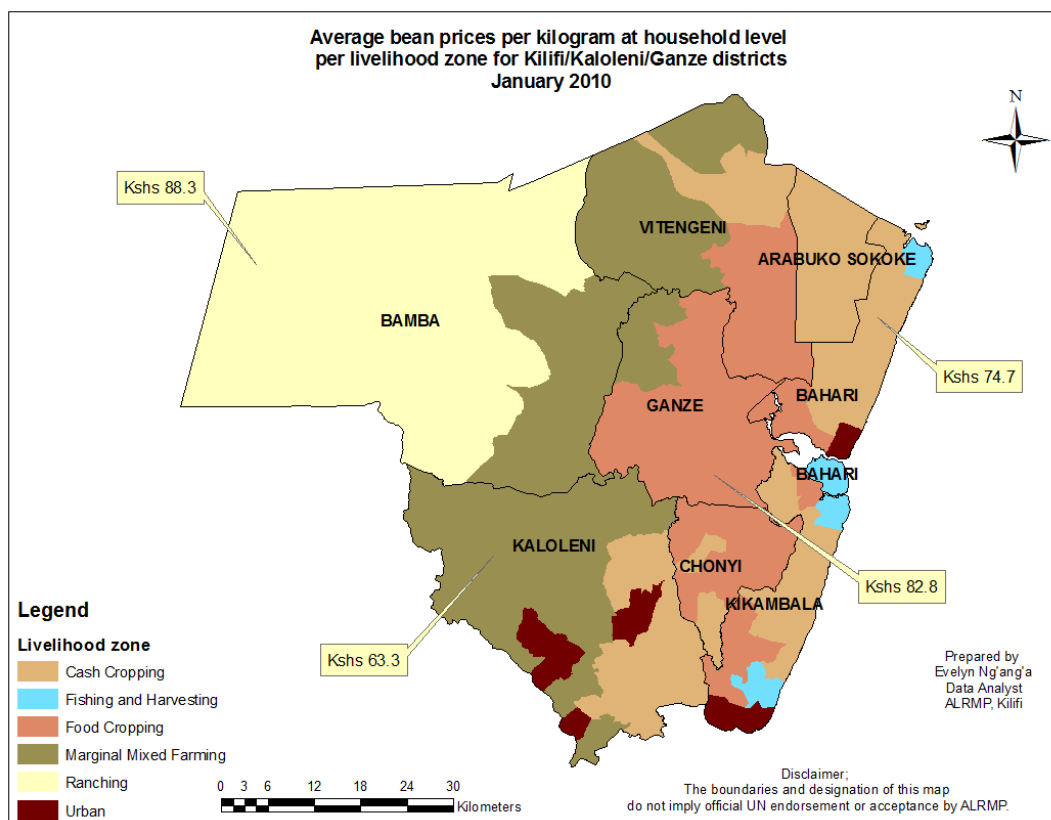 Average bean prices per kilogram at household level
per livelihood zone for Kilifi/Kaloleni/Ganze districts
January 2010
N
Kshs 88.3
VITENGENI
ARABUKO SOKOKE
BAMBA
Kshs 74.7
BAHARI
GANZE
BAHARI
KALOLENI
CHONYI
Kshs 82.8
KIKAMBALA
Kshs 63.3
Legend
Livelihood zone
Cash Cropping
Fishing and Harvesting
Food Cropping
Marginal Mixed Farming
Ranching
Urban
0 3 6 12 18 24 30
Kilometers
Prepared by
Evelyn Ng'ang'a
Data Analyst
ALRMP, Kilifi
Disclaimer;
The boundaries and designation of this map
do not imply official UN endorsement or acceptance by ALRMP.